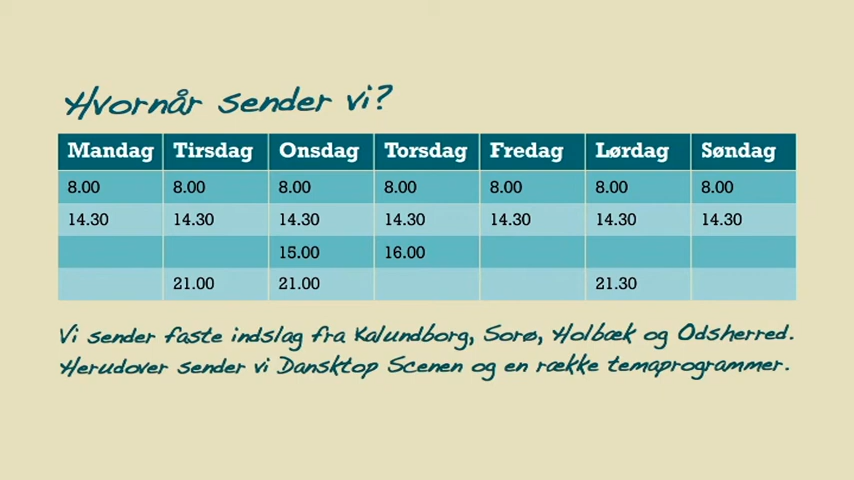 Hvornår sender vi?
Mandag Tirsdag Onsdag Torsdag Fredag Lørdag Søndag
8.00 8.00 8.00 8.00 8.00 8.00 8.00
14.30 14.30 14.30 14.30 14.30 14.30 14.30
15.00 16.00
21.00 21.00 21.30
Vi sender faste indslag fra Kalundborg, Sorø, Holbæk og Odsherred.
Herudover sender vi Dansktop Scenen og en række temaprogrammer.